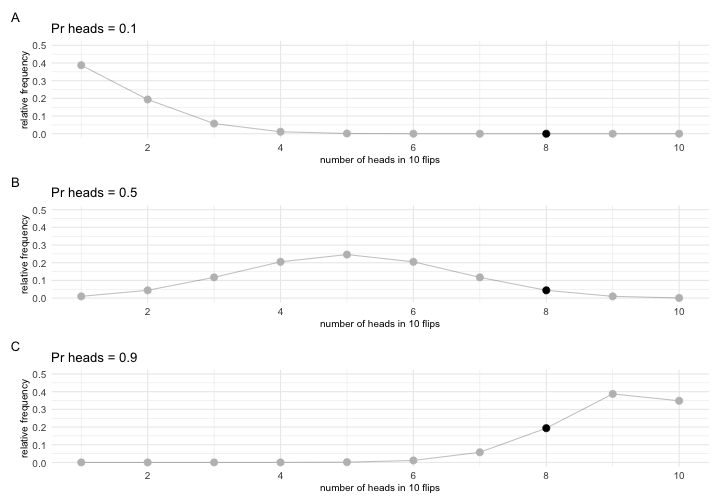 A
Pr heads = 0.1
relative frequency
0.5
0.4
0.3
0.2
0.1
0.0
2 4 6 8 10
number of heads in 10 flips
B
Pr heads = 0.5
relative frequency
0.5
0.4
0.3
0.2
0.1
0.0
2 4 6 8 10
number of heads in 10 flips
C
Pr heads = 0.9
relative frequency
0.5
0.4
0.3
0.2
0.1
0.0
2 4 6 8 10
number of heads in 10 flips